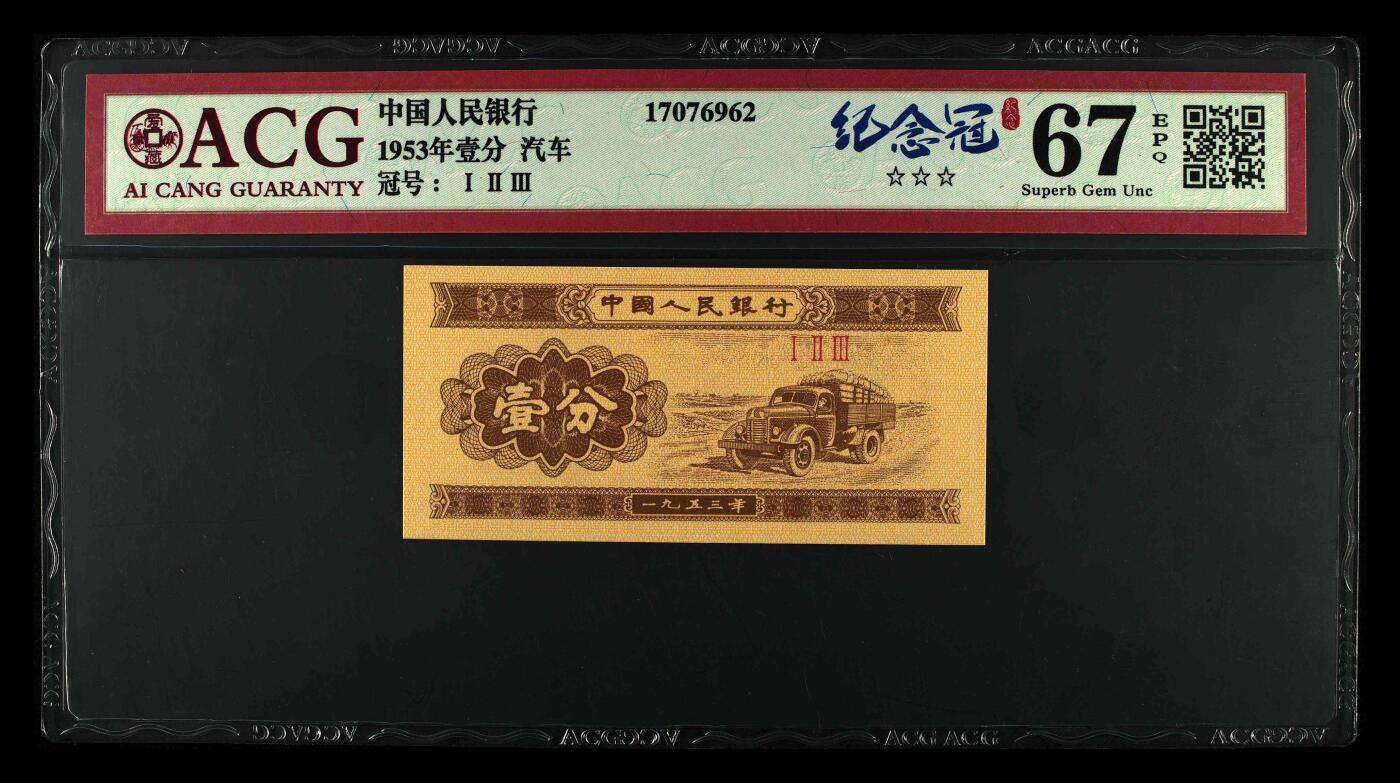 ACG
AI CANG GUARANTY
中国人民银行
1953年壹分 汽车
冠号：ⅠⅡⅢ
17076962
纪念冠
纪念
☆☆☆
67
EPQ
Superb Gem Unc
中國人民銀行
ⅠⅡⅢ
壹分
一九五三年